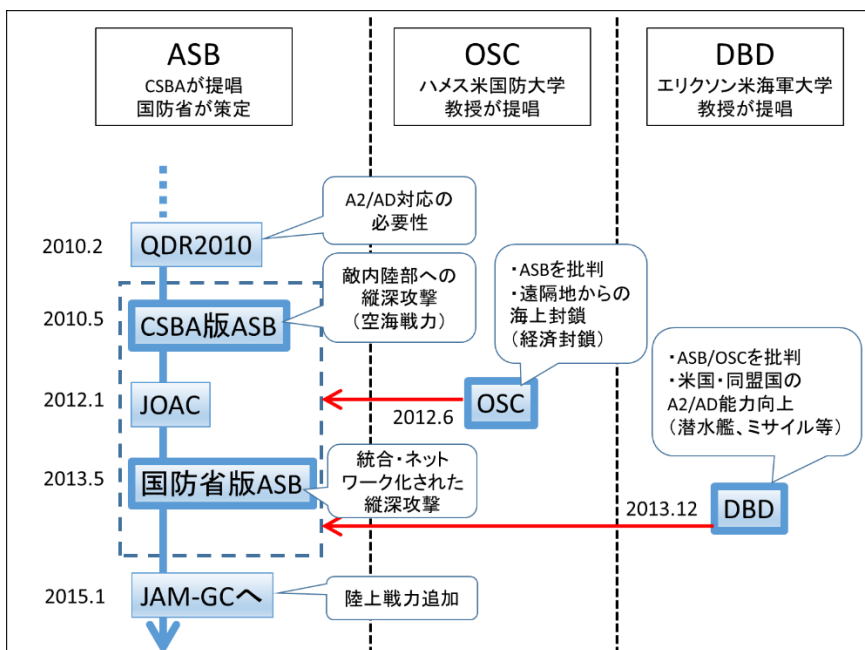 ASB
CSBAが提唱
国防省が策定
OSC
ハメス米国防大学
教授が提唱
DBD
エリクソン米海軍大学
教授が提唱
2010.2
QDR2010
A2/AD対応の
必要性
2010.5
CSBA版ASB
敵内陸部への
縦深攻撃
(空海戦力)
・ASBを批判
・遠隔地からの
海上封鎖
(経済封鎖)
2012.1
JOAC
2012.6
OSC
・ASB/OSCを批判
・米国・同盟国の
A2/AD能力向上
(潜水艦、ミサイル等)
2013.5
国防省版ASB
統合・ネット
ワーク化された
縦深攻撃
2013.12
DBD
2015.1
JAM-GCへ
陸上戦力追加